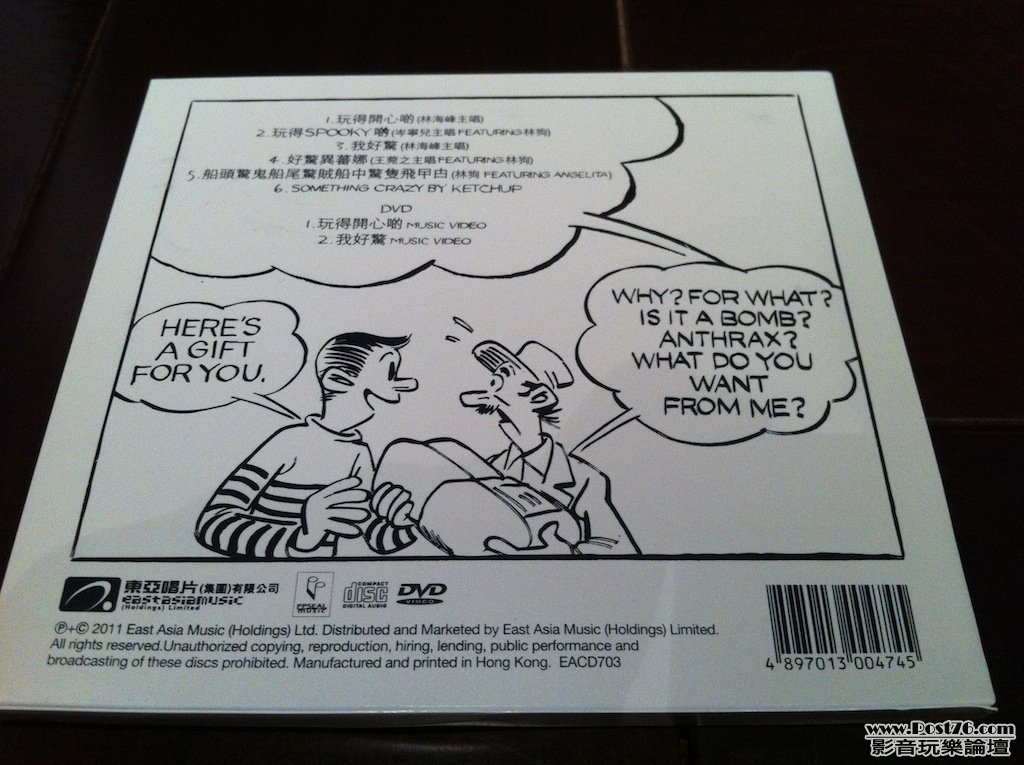 1. 玩得開心啲 (林海峰主唱)
2. 玩得SPOOKY 啲 (岑寧兒主唱 FEATURING 林狗)
3. 我好驚 (林海峰主唱)
4. 好驚異蕃娜 (王菀之主唱 FEATURING 林狗)
5. 船頭驚鬼船尾驚賊船中驚隻飛曱甴 (林狗 FEATURING ANGELITA)
6. SOMETHING CRAZY BY KETCHUP
DVD
1. 玩得開心啲 MUSIC VIDEO
2. 我好驚 MUSIC VIDEO
HERE'S
A GIFT
FOR YOU.
WHY? FOR WHAT?
IS IT A BOMB?
ANTHRAX?
WHAT DO YOU
WANT
FROM ME?
東亞唱片(集團)有限公司
eastasiamusic
(Holdings) Limited
PPSEAL
MUSIC
COMPACT
disc
DIGITAL AUDIO
DVD
VIDEO
℗+© 2011 East Asia Music (Holdings) Ltd. Distributed and Marketed by East Asia Music (Holdings) Limited.
All rights reserved.Unauthorized copying, reproduction, hiring, lending, public performance and
broadcasting of these discs prohibited. Manufactured and printed in Hong Kong. EACD703
4 897013 004745
www.Post76.com
影音玩樂論壇